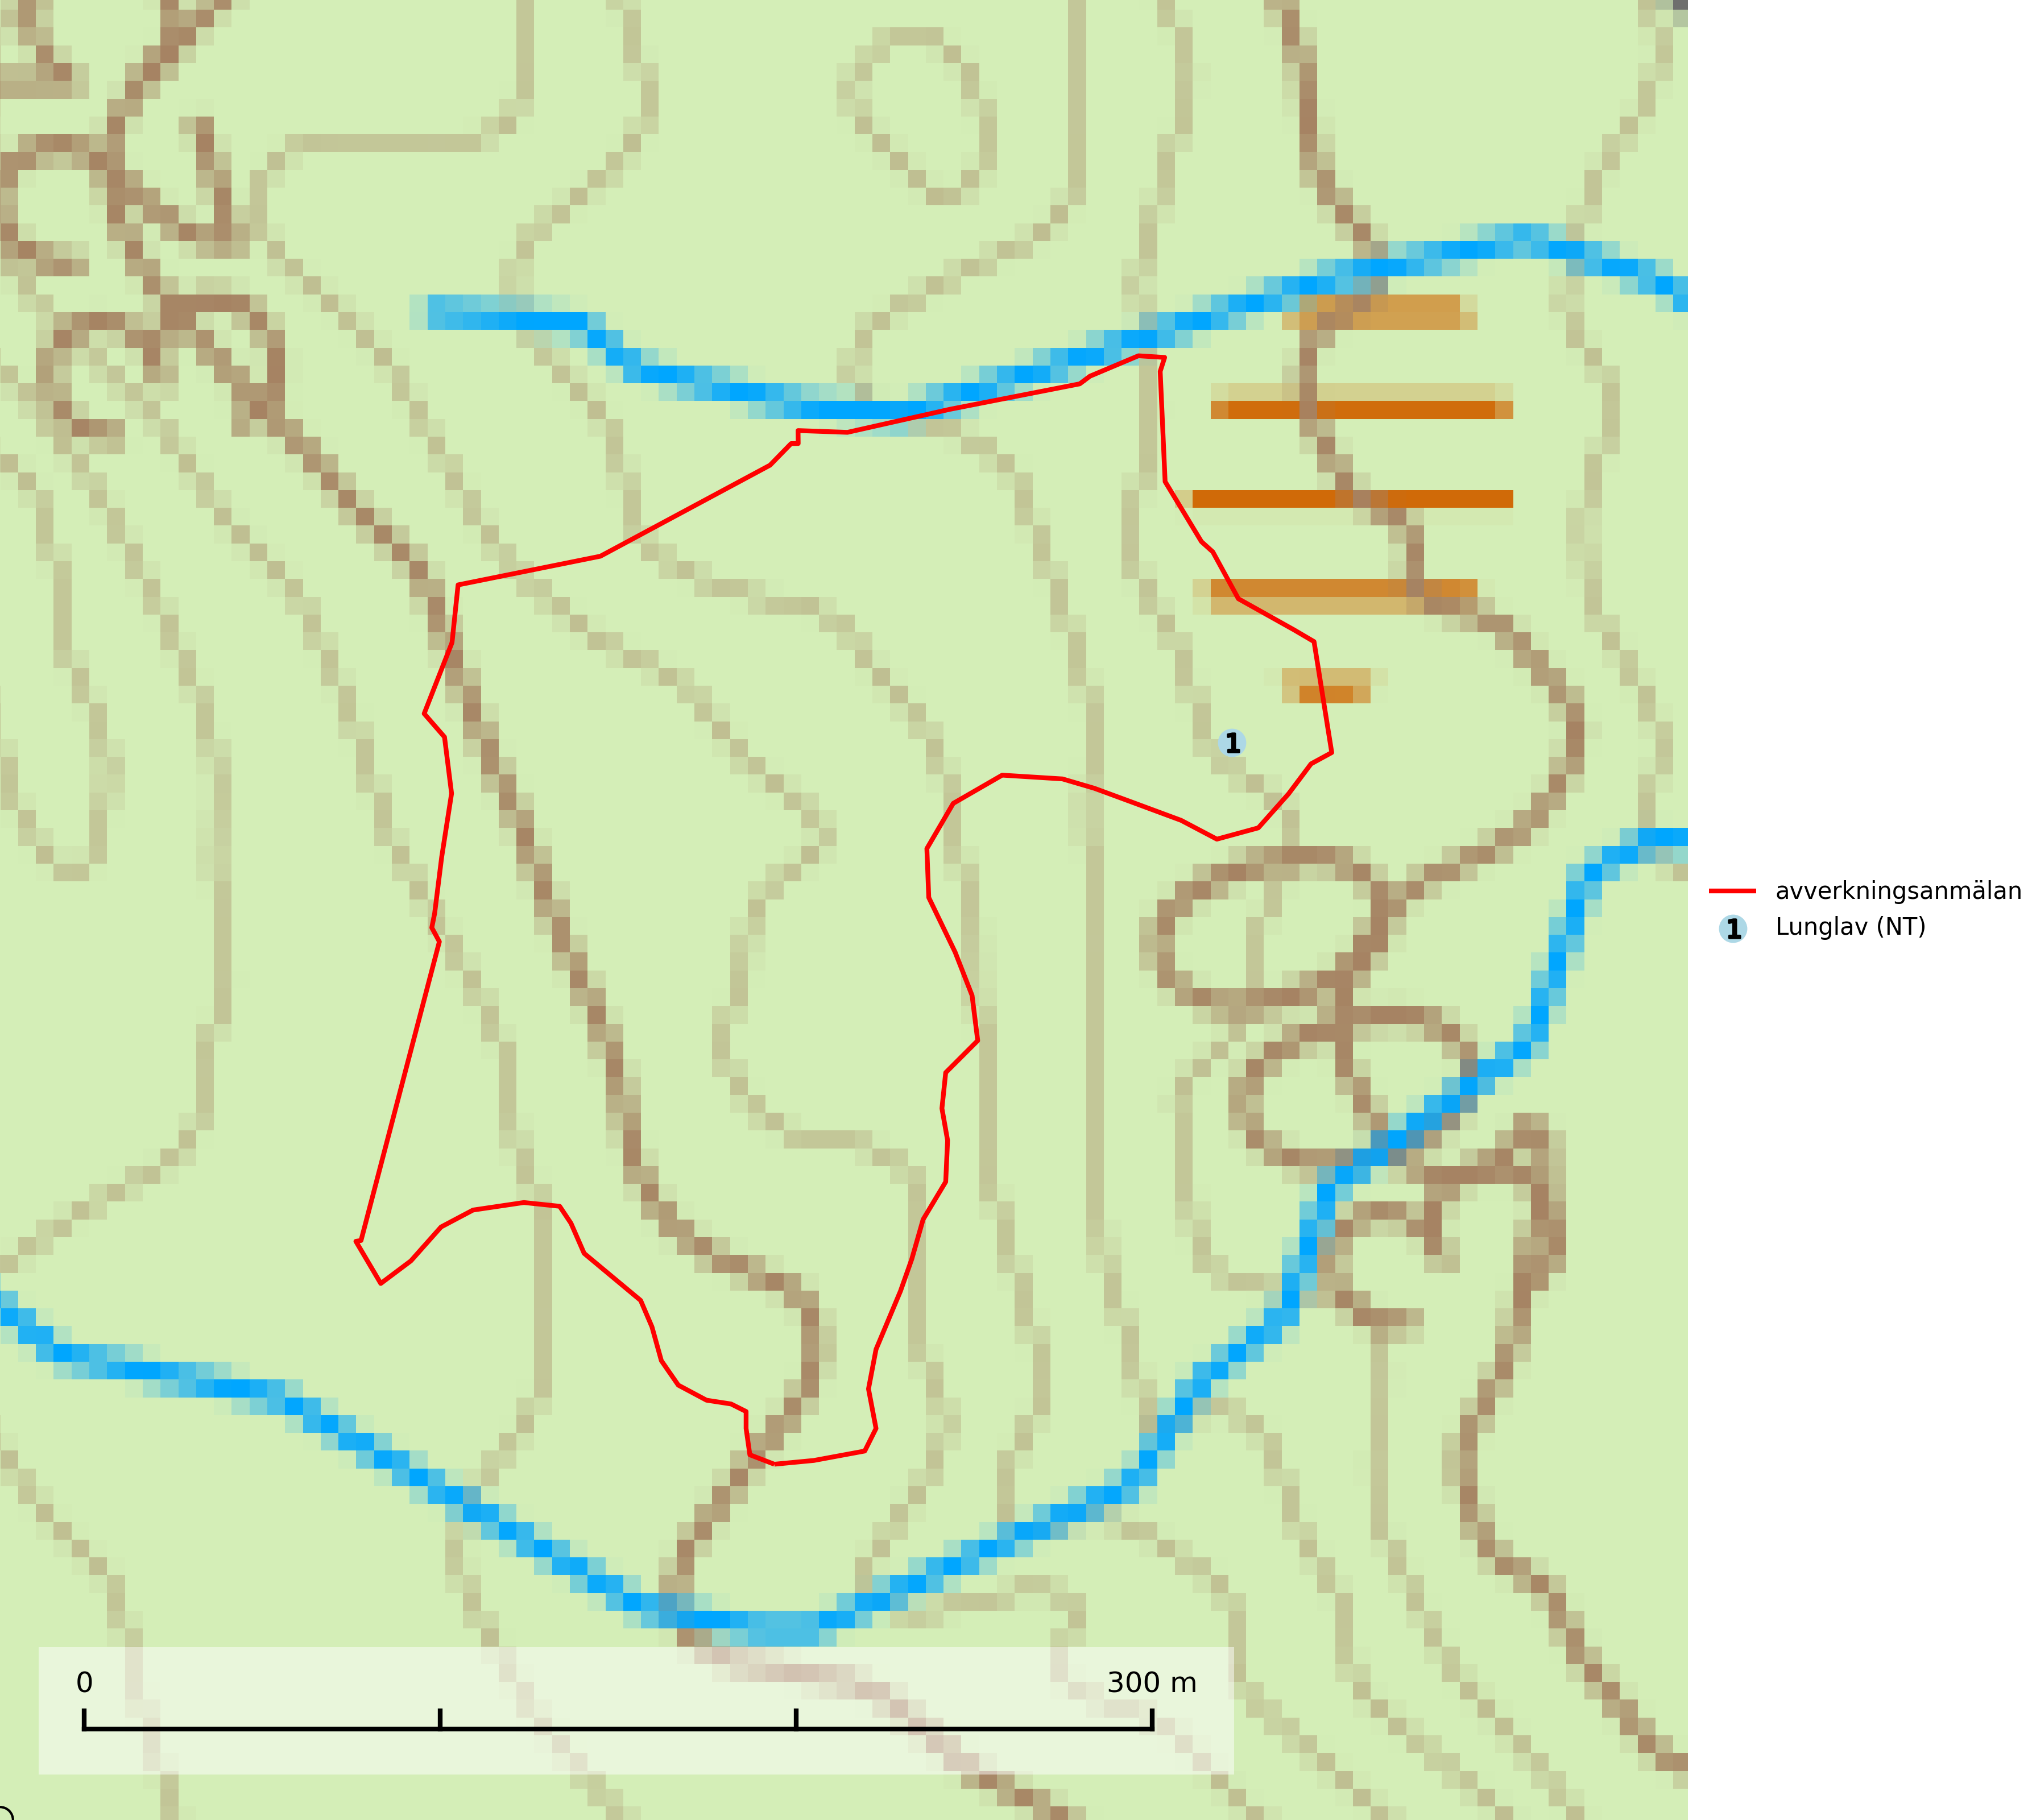 1
avverkningsanmälan
1 Lunglav (NT)
0 300 m